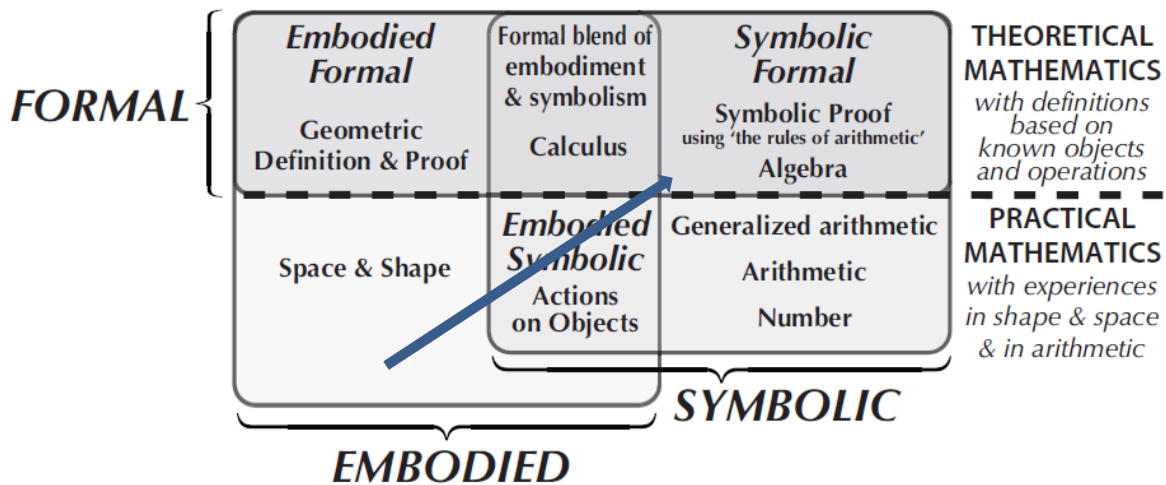 FORMAL
Embodied
Formal
Geometric
Definition & Proof
Formal blend of
embodiment
& symbolism
Calculus
Symbolic
Formal
Symbolic Proof
using ‘the rules of arithmetic’
Algebra
THEORETICAL
MATHEMATICS
with definitions
based on
known objects
and operations
Space & Shape
Embodied
Symbolic
Actions
on Objects
Generalized arithmetic
Arithmetic
Number
PRACTICAL
MATHEMATICS
with experiences
in shape & space
& in arithmetic
SYMBOLIC
EMBODIED